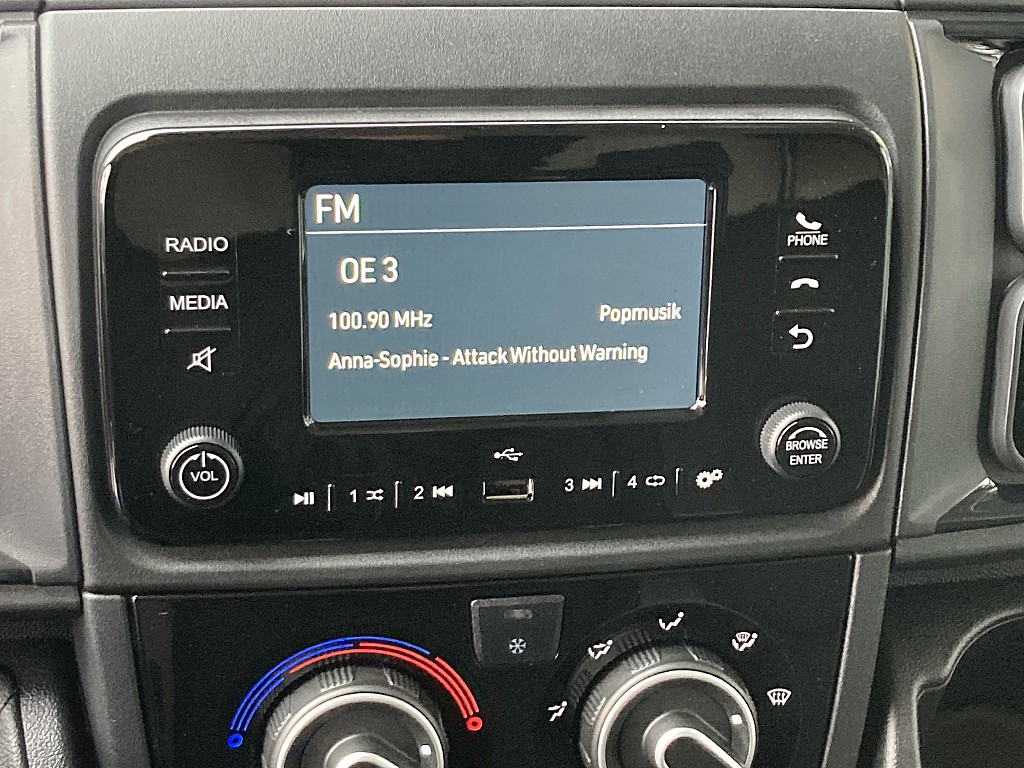 FM
OE 3
100.90 MHz
Popmusik
Anna-Sophie - Attack Without Warning
RADIO
MEDIA
VOL
PHONE
BROWSE
ENTER
1
2
3
4